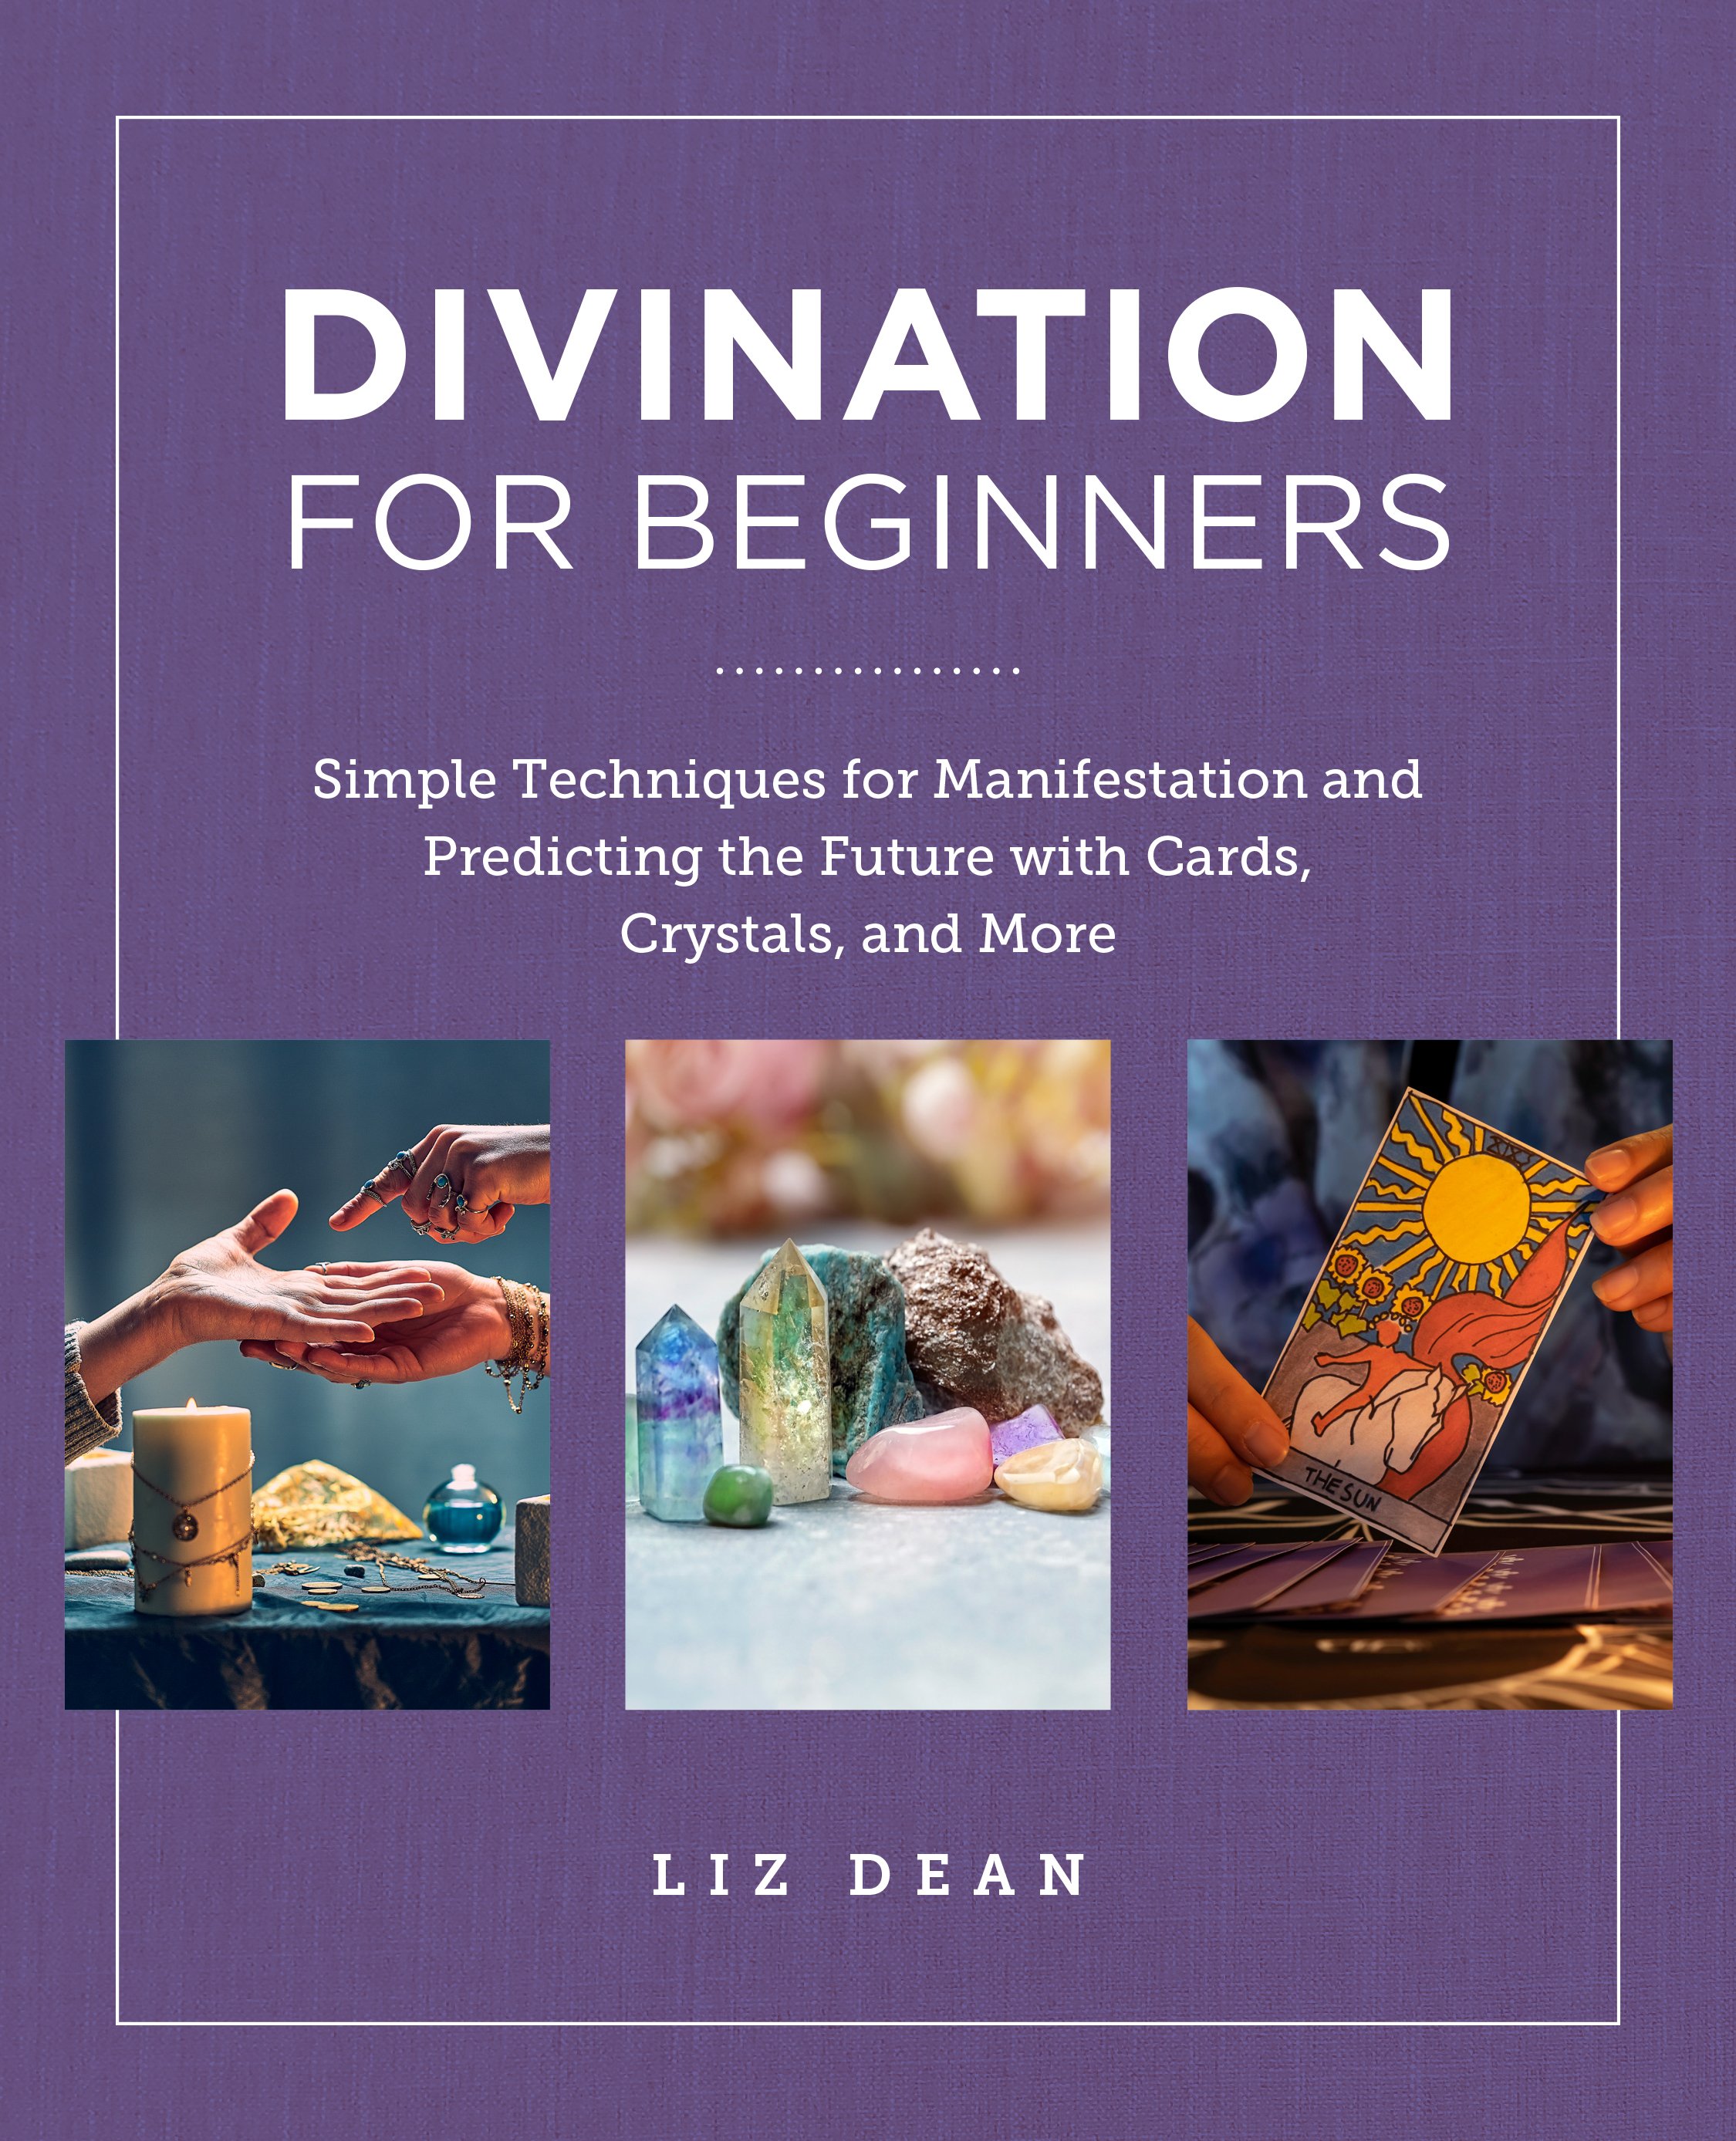 DIVINATION
FOR BEGINNERS
Simple Techniques for Manifestation and
Predicting the Future with Cards,
Crystals, and More
XIX
THE SUN
LIZ DEAN